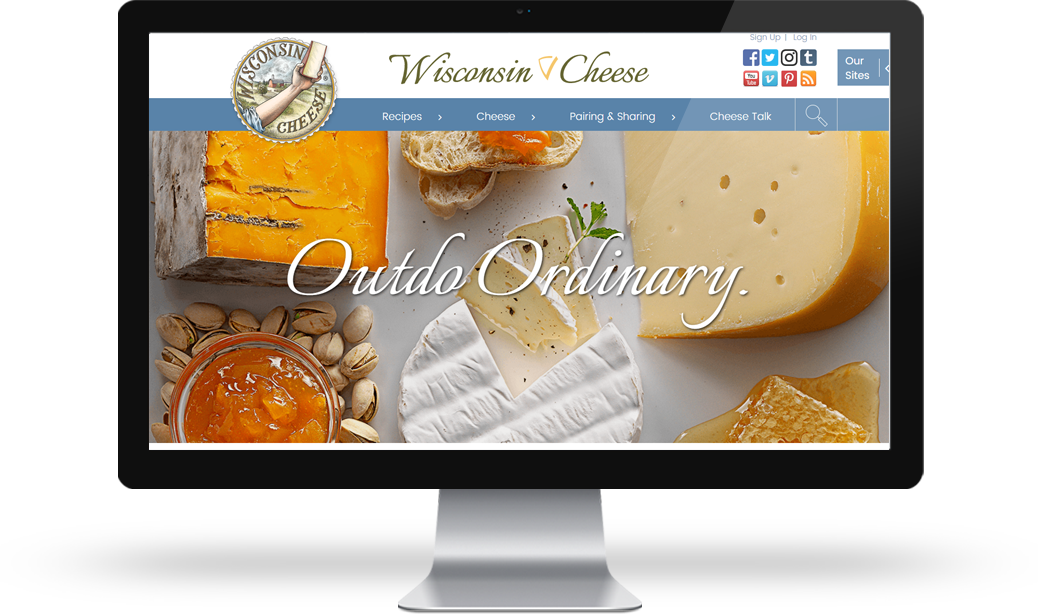 Sign Up | Log In
WISCONSIN
CHEESE
Wisconsin Cheese
You
Tube
Our
Sites
Recipes > Cheese > Pairing & Sharing > Cheese Talk
Outdo Ordinary.